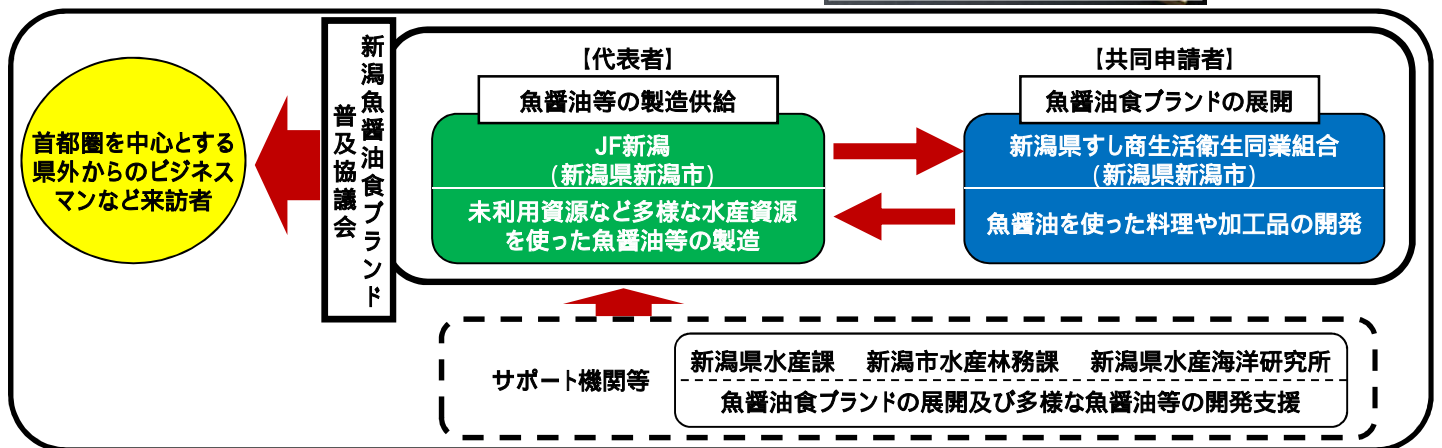 首都圏を中心とする
県外からのビジネス
マンなど来訪者
新潟魚醤油食ブランド
普及協議会
【代表者】
魚醤油等の製造供給
JF新潟
(新潟県新潟市)
未利用資源など多様な水産資源
を使った魚醤油等の製造
【共同申請者】
魚醤油食ブランドの展開
新潟県すし商生活衛生同業組合
(新潟県新潟市)
魚醤油を使った料理や加工品の開発
サポート機関等
新潟県水産課 新潟市水産林務課 新潟県水産海洋研究所
魚醤油食ブランドの展開及び多様な魚醤油等の開発支援